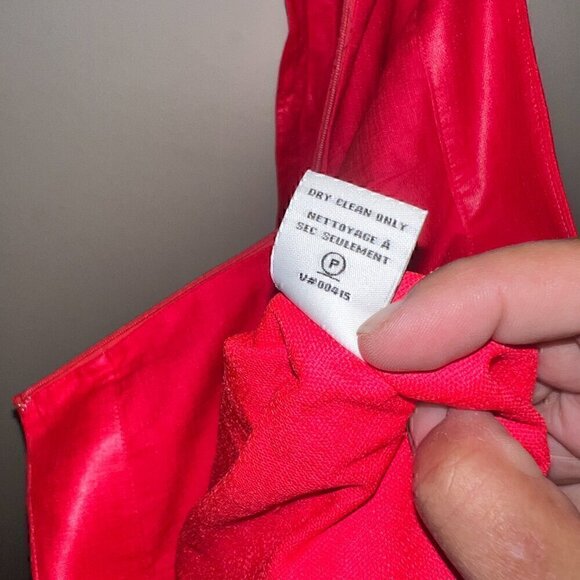 DRY CLEAN ONLY
NETTOYAGE À
SEC SEULEMENT
P
V#00415